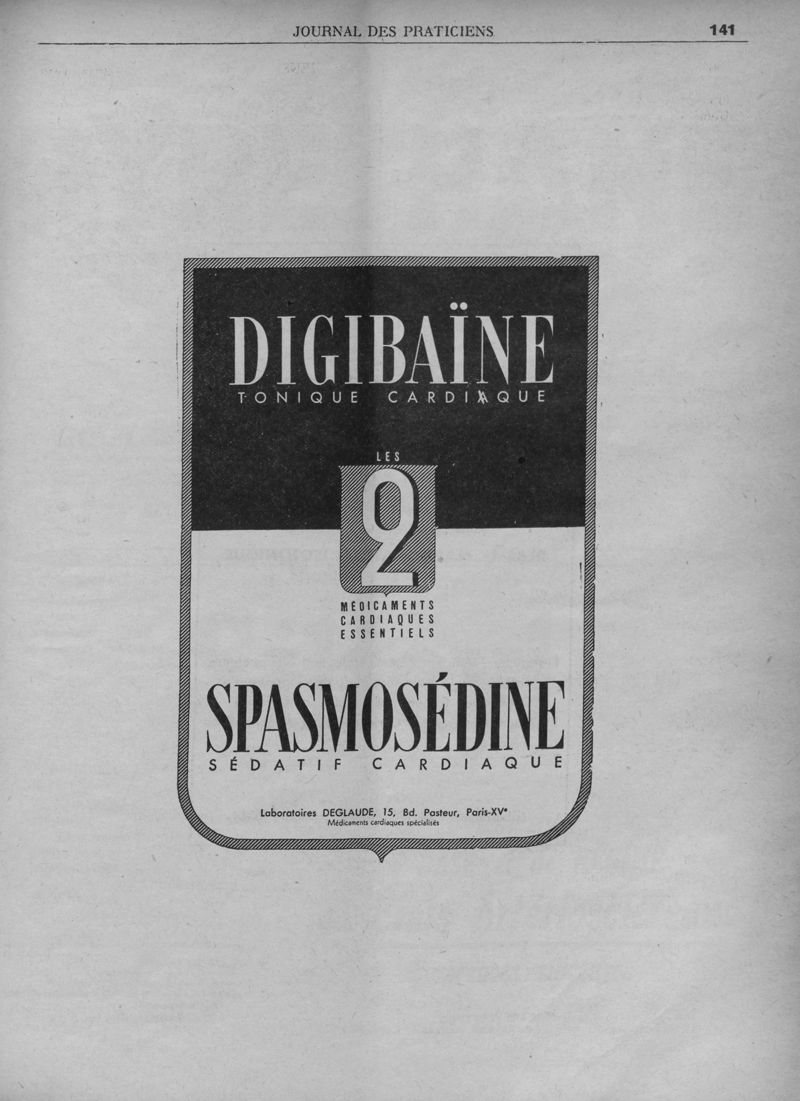 JOURNAL DES PRATICIENS
141
DIGIBAÏNE
TONIQUE CARDIAQUE
LES
2
MÉDICAMENTS
CARDIAQUES
ESSENTIELS
SPASMOSÉDINE
SÉDATIF CARDIAQUE
Laboratoires DEGLAUDE, 15, Bd. Pasteur, Paris-XVᵉ
Médicaments cardiaques spécialisés